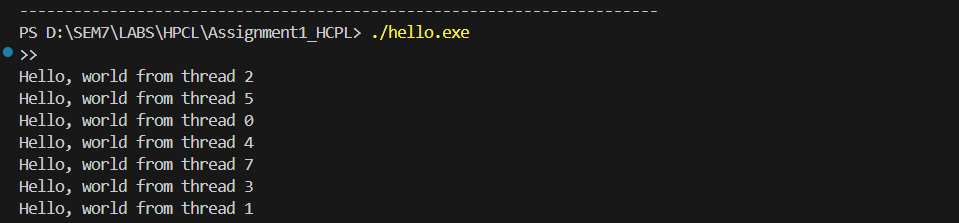 -----------------------------------------------------------------------------
PS D:\SEM7\LABS\HPCL\Assignment1_HCPL> ./hello.exe
>>
Hello, world from thread 2
Hello, world from thread 5
Hello, world from thread 0
Hello, world from thread 4
Hello, world from thread 7
Hello, world from thread 3
Hello, world from thread 1